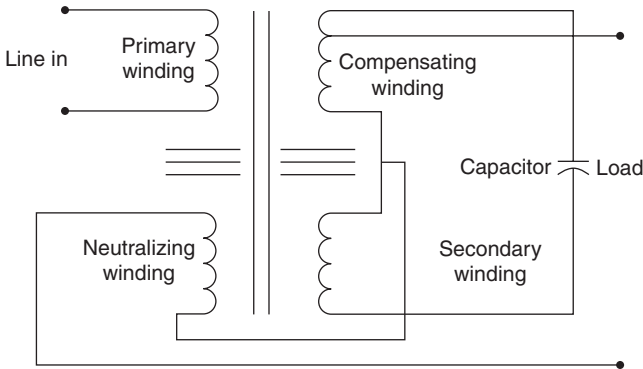 Line in
Primary
winding
Compensating
winding
Capacitor
Load
Neutralizing
winding
Secondary
winding